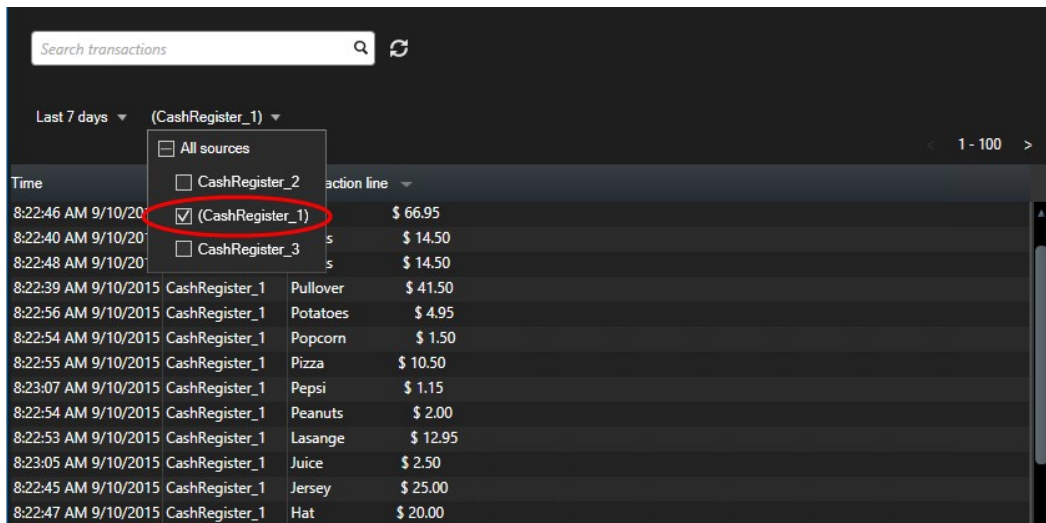 Search transactions
Last 7 days (CashRegister_1)
< 1 - 100 >
All sources
CashRegister_2
(CashRegister_1)
CashRegister_3
Time action line
8:22:46 AM 9/10/20 $ 66.95
8:22:40 AM 9/10/20 s $ 14.50
8:22:48 AM 9/10/20 s $ 14.50
8:22:39 AM 9/10/2015 CashRegister_1 Pullover $ 41.50
8:22:56 AM 9/10/2015 CashRegister_1 Potatoes $ 4.95
8:22:54 AM 9/10/2015 CashRegister_1 Popcorn $ 1.50
8:22:55 AM 9/10/2015 CashRegister_1 Pizza $ 10.50
8:23:07 AM 9/10/2015 CashRegister_1 Pepsi $ 1.15
8:22:54 AM 9/10/2015 CashRegister_1 Peanuts $ 2.00
8:22:53 AM 9/10/2015 CashRegister_1 Lasange $ 12.95
8:23:05 AM 9/10/2015 CashRegister_1 Juice $ 2.50
8:22:45 AM 9/10/2015 CashRegister_1 Jersey $ 25.00
8:22:47 AM 9/10/2015 CashRegister_1 Hat $ 20.00